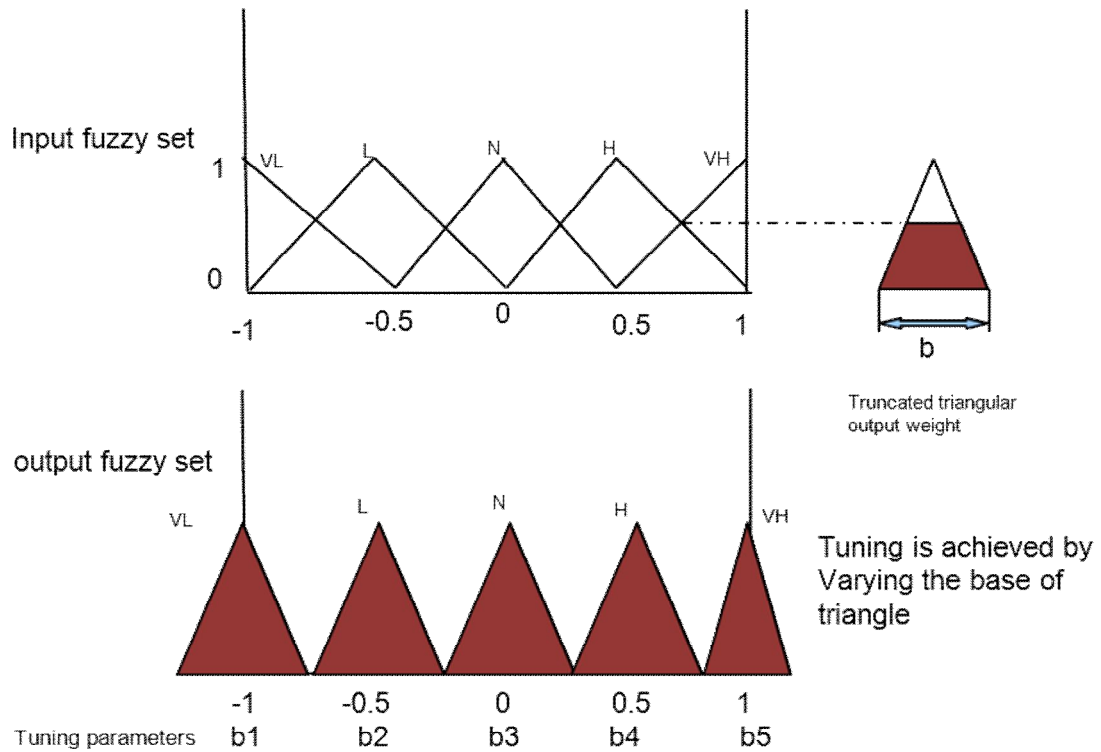 Input fuzzy set
1
VL
L
N
H
VH
0
-1
-0.5
0
0.5
1
b
Truncated triangular
output weight
output fuzzy set
VL
L
N
H
VH
Tuning is achieved by
Varying the base of
triangle
-1
-0.5
0
0.5
1
Tuning parameters b1 b2 b3 b4 b5